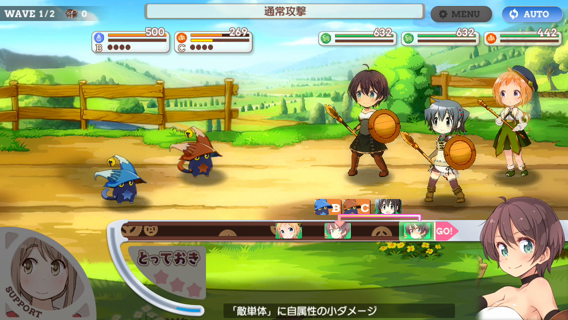 WAVE 1/2 0
通常攻撃
MENU
AUTO
500
B
269
C
632
632
442
B
C
GO!
とっておき
SUPPORT
「敵単体」に自属性の小ダメージ